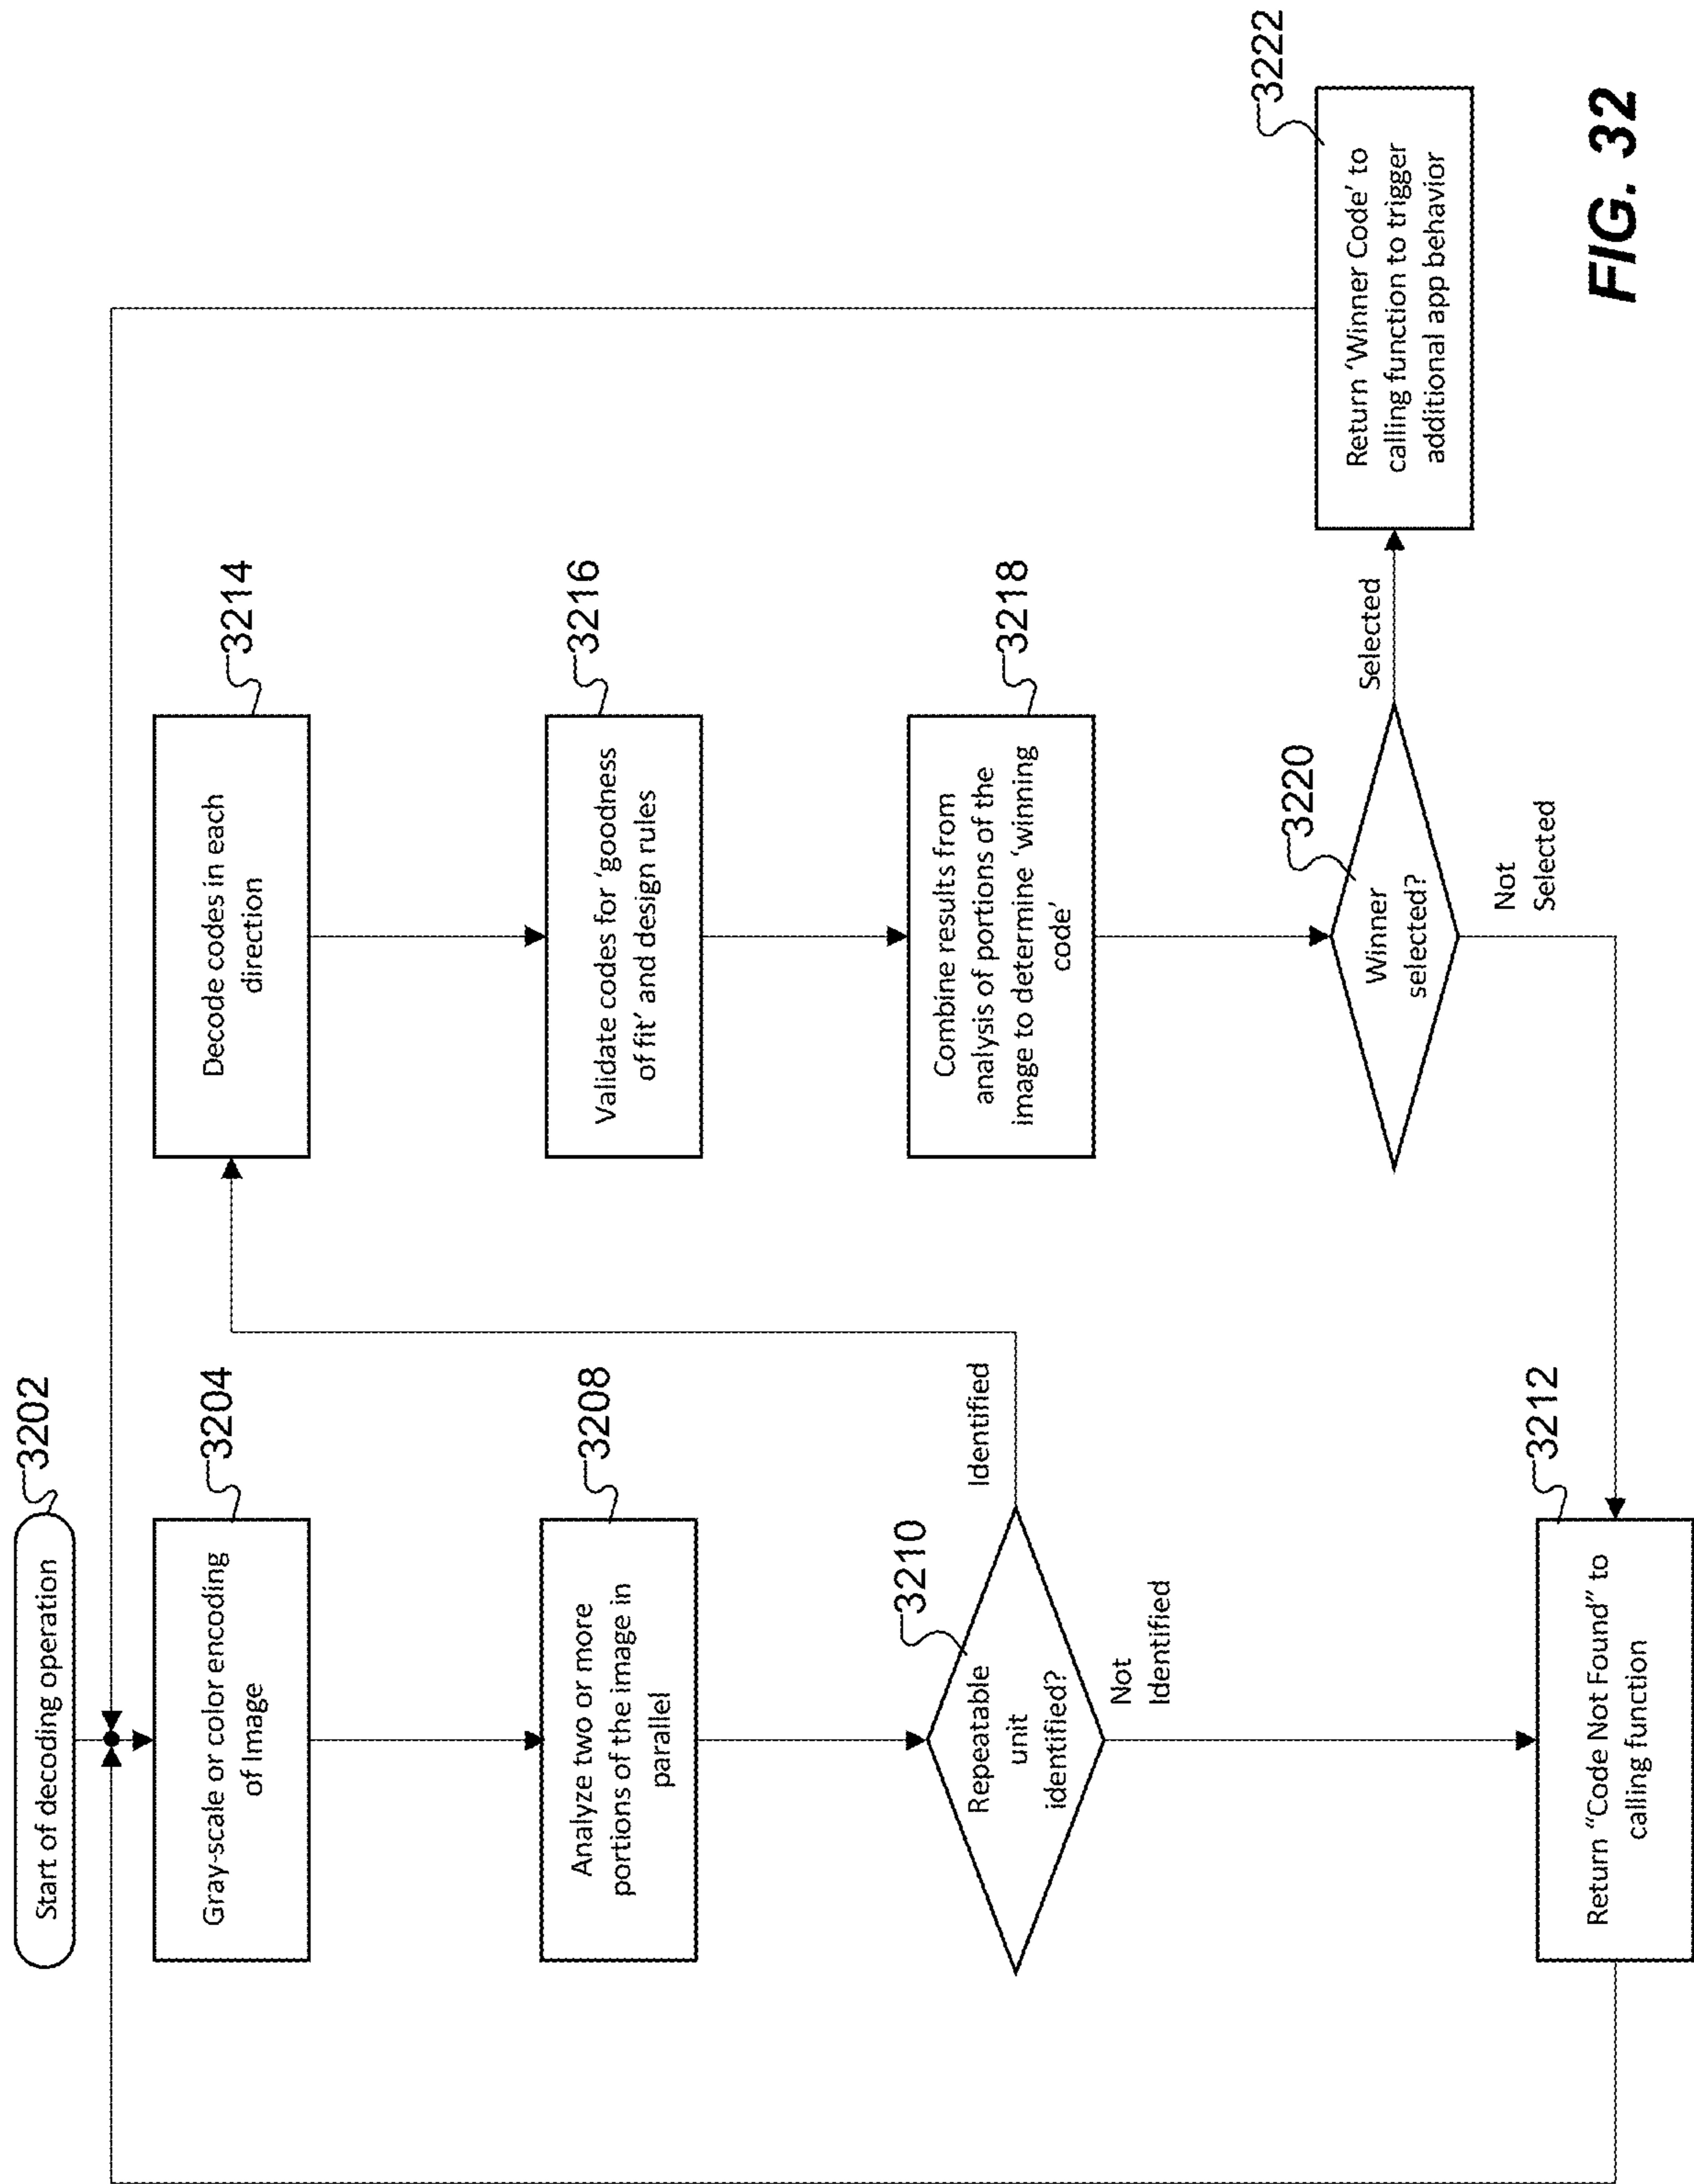 Start of decoding operation
3202
Gray-scale or color encoding
of Image
3204
Analyze two or more
portions of the image in
parallel
3208
Repeatable
unit
identified?
3210
Identified
Not
Identified
Return “Code Not Found” to
calling function
3212
Decode codes in each
direction
3214
Validate codes for ‘goodness
of fit’ and design rules
3216
Combine results from
analysis of portions of the
image to determine ‘winning
code’
3218
Winner
selected?
3220
Selected
Not
Selected
Return ‘Winner Code’ to
calling function to trigger
additional app behavior
3222
FIG. 32